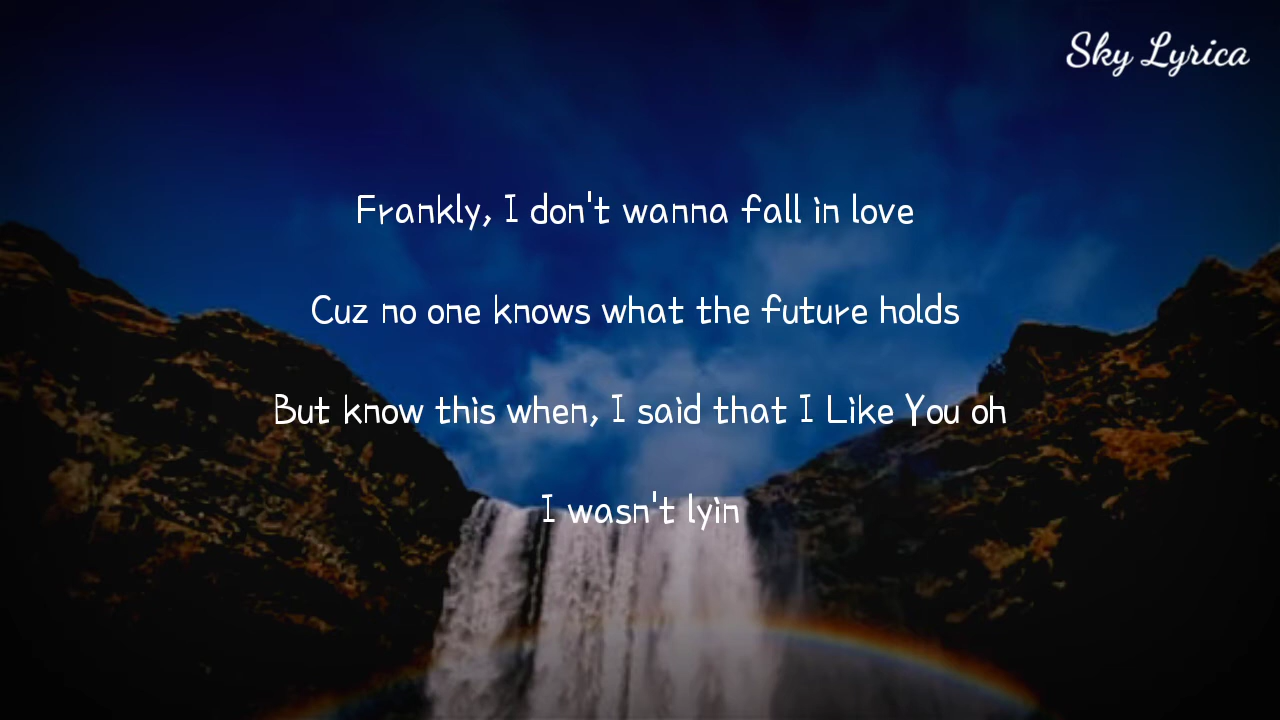 Sky Lyrica
Frankly, I don't wanna fall in love
Cuz no one knows what the future holds
But know this when, I said that I Like You oh
I wasn't lyin